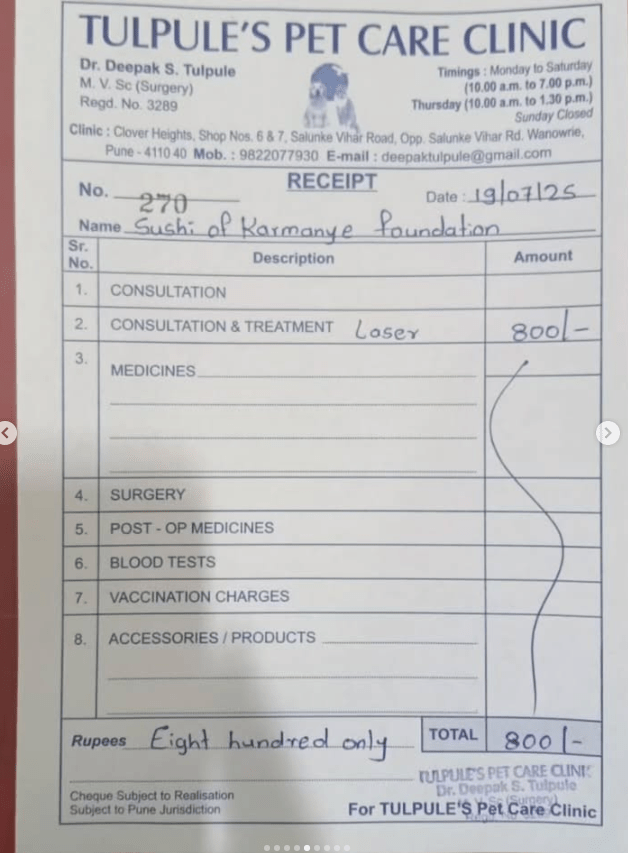 TULPULE'S PET CARE CLINIC
Dr. Deepak S. Tulpule
M. V. Sc (Surgery)
Regd. No. 3289
Timings : Monday to Saturday
(10.00 a.m. to 7.00 p.m.)
Thursday (10.00 a.m. to 1.30 p.m.)
Sunday Closed
Clinic : Clover Heights, Shop Nos. 6 & 7, Salunke Vihar Road, Opp. Salunke Vihar Rd. Wanowrie,
Pune - 4110 40 Mob. : 9822077930 E-mail : deepaktulpule@gmail.com
RECEIPT
No. 270 Date : 19/07/25
Name Sushi of Karmanye foundation
Sr. No. Description Amount
1. CONSULTATION
2. CONSULTATION & TREATMENT Laser 800/-
3. MEDICINES
4. SURGERY
5. POST - OP MEDICINES
6. BLOOD TESTS
7. VACCINATION CHARGES
8. ACCESSORIES / PRODUCTS
Rupees Eight hundred only TOTAL 800/-
TULPULE'S PET CARE CLINIC
Dr. Deepak S. Tulpule
(Surgery)
Cheque Subject to Realisation
Subject to Pune Jurisdiction
For TULPULE'S Pet Care Clinic